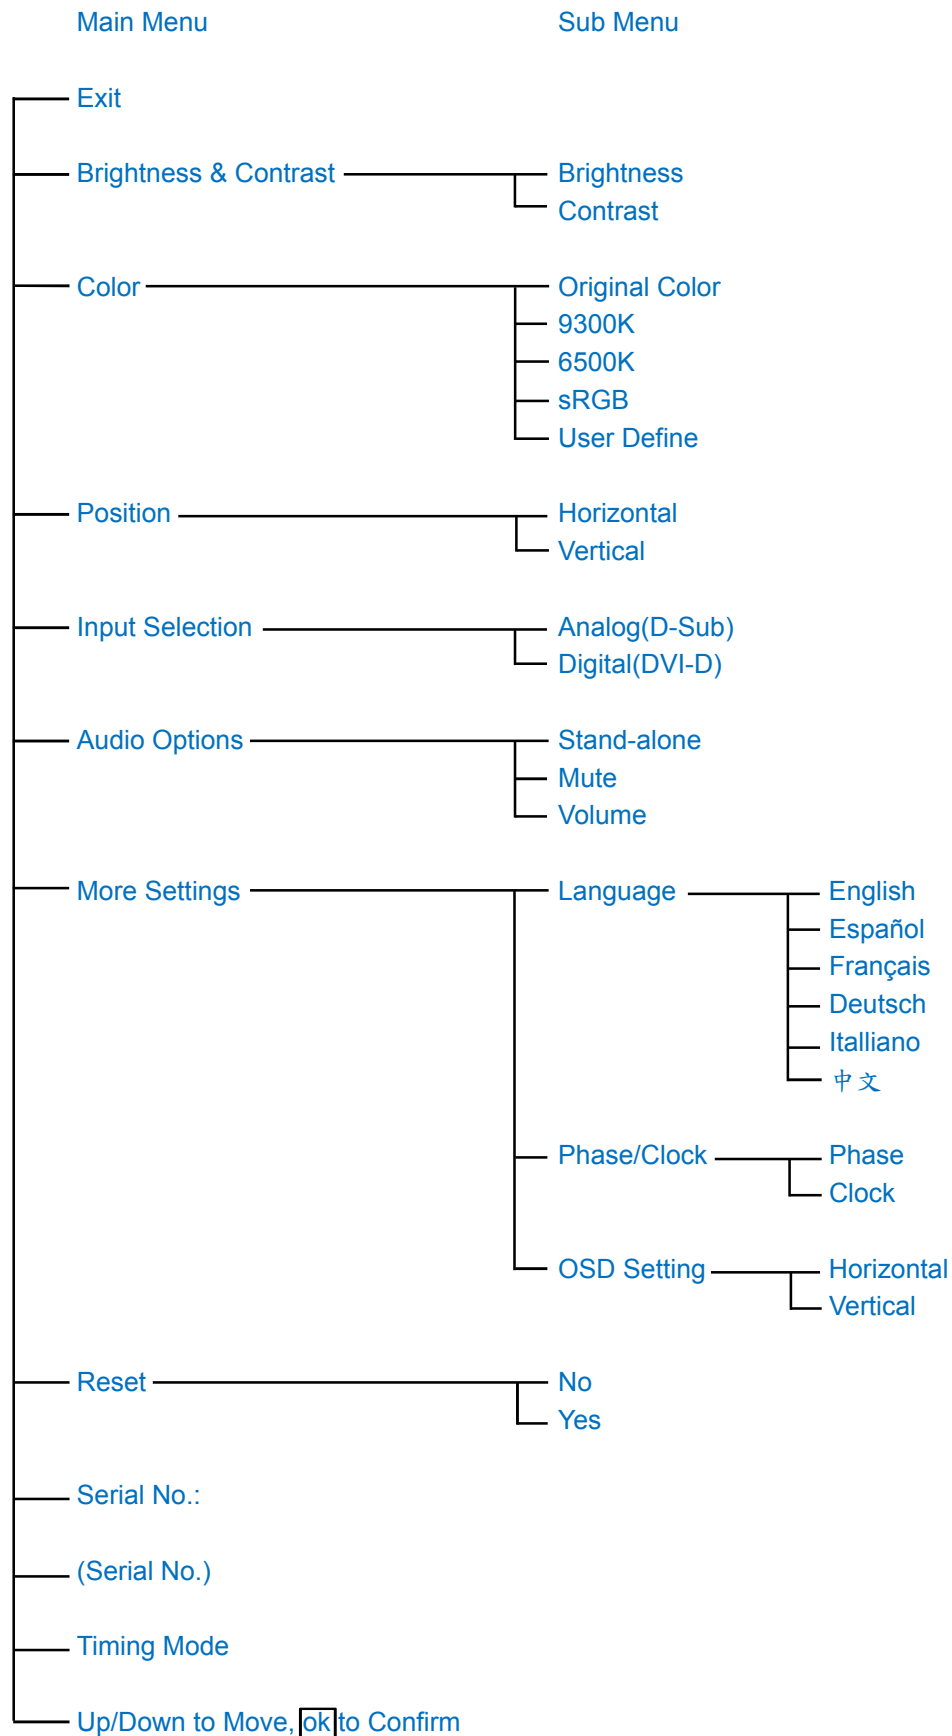 Main Menu Sub Menu
Exit
Brightness & Contrast Brightness
Contrast
Color Original Color
9300K
6500K
sRGB
User Define
Position Horizontal
Vertical
Input Selection Analog(D-Sub)
Digital(DVI-D)
Audio Options Stand-alone
Mute
Volume
More Settings Language English
Español
Français
Deutsch
Italliano
中文
Phase/Clock Phase
Clock
OSD Setting Horizontal
Vertical
Reset No
Yes
Serial No.:
(Serial No.)
Timing Mode
Up/Down to Move, ok to Confirm